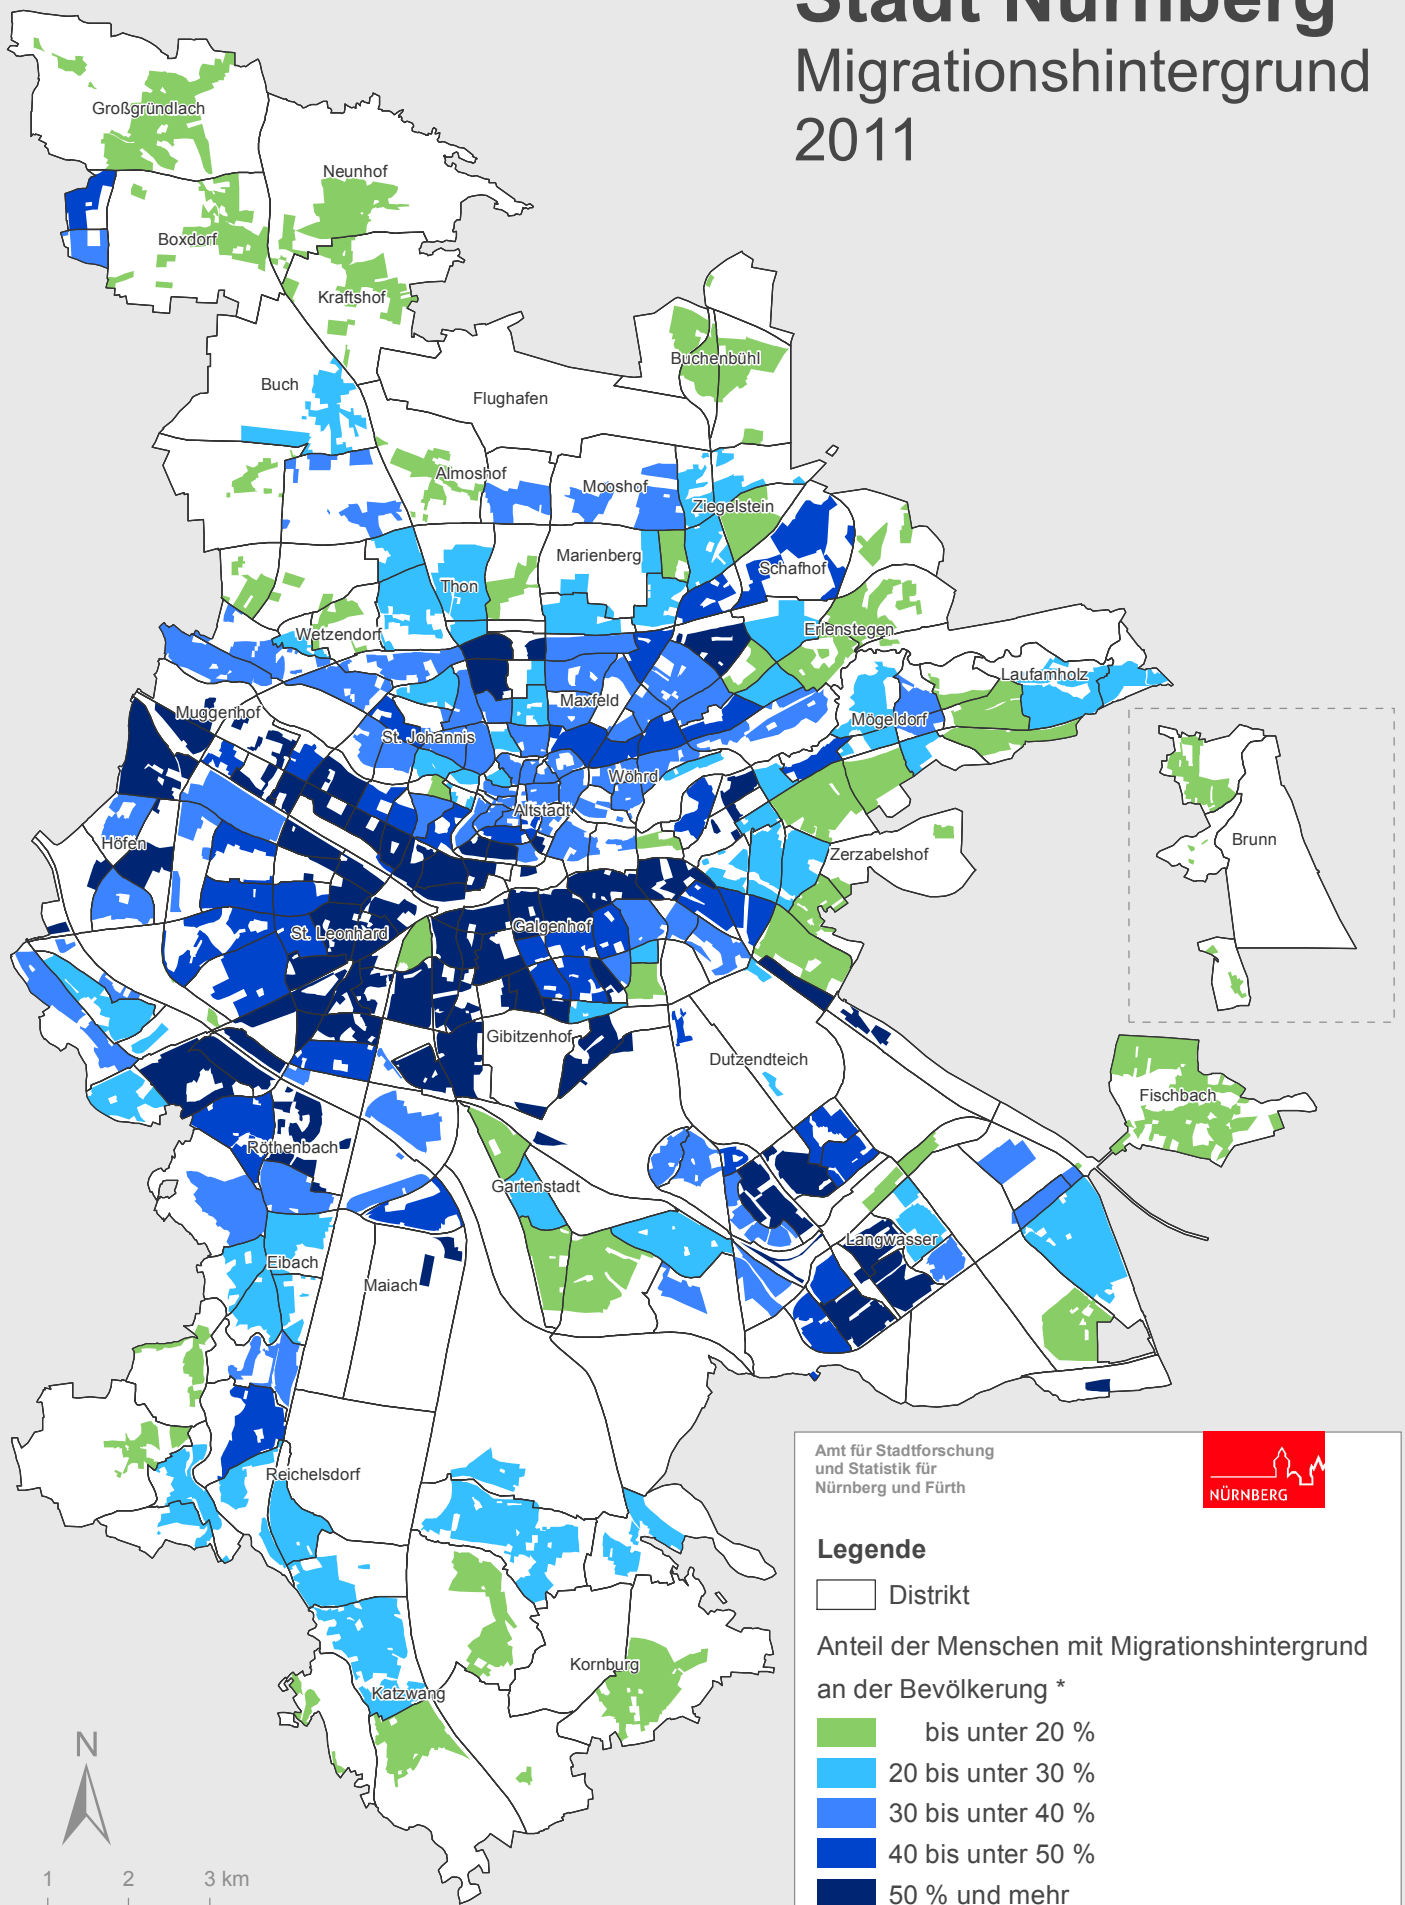 Stadt Nürnberg
Migrationshintergrund
2011
Großgründlach
Neunhof
Boxdorf
Kraftshof
Buchenbühl
Buch
Flughafen
Almoshof
Mooshof
Ziegelstein
Marienberg
Schafhof
Thon
Wetzendorf
Erlenstegen
Laufamholz
Maxfeld
Muggenhof
Mögeldorf
St. Johannis
Wöhrd
Altstadt
Höfen
Zerzabelshof
Brunn
St. Leonhard
Galgenhof
Gibitzenhof
Dutzendteich
Fischbach
Röthenbach
Gartenstadt
Langwasser
Eibach
Maiach
Reichelsdorf
Kornburg
Katzwang
N
1 2 3 km
Amt für Stadtforschung
und Statistik für
Nürnberg und Fürth
NÜRNBERG
Legende
Distrikt
Anteil der Menschen mit Migrationshintergrund
an der Bevölkerung *
bis unter 20 %
20 bis unter 30 %
30 bis unter 40 %
40 bis unter 50 %
50 % und mehr